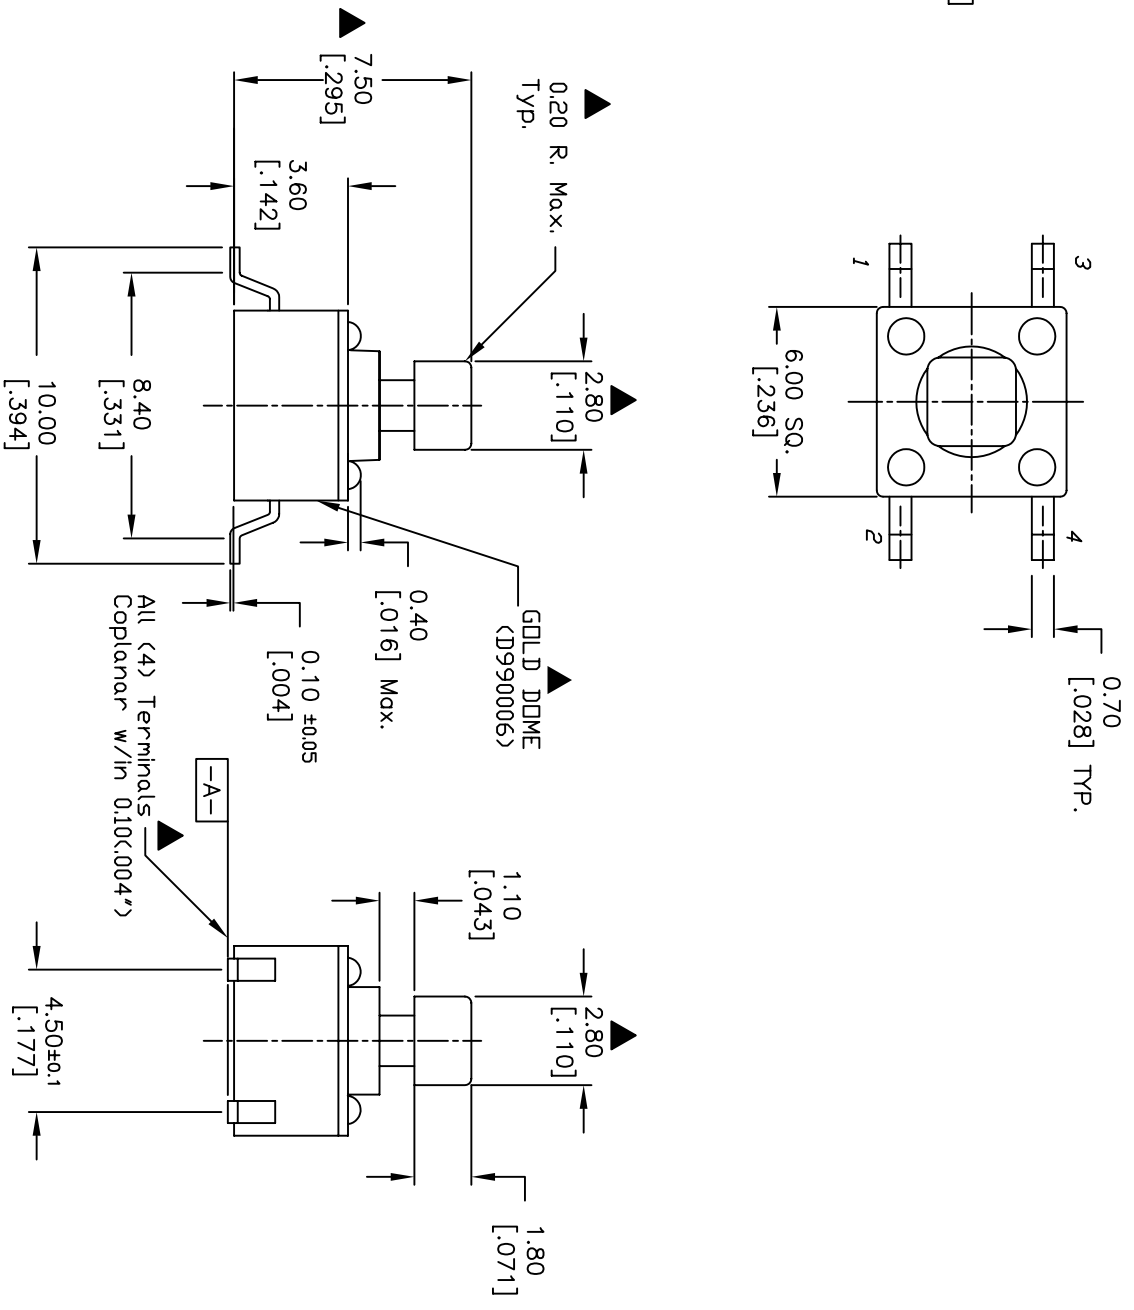 ]
3
1
4
2
6.00 SQ.
[.236]
0.70
[.028] TYP.
7.50
[.295]
0.20 R. Max.
Typ.
3.60
[.142]
2.80
[.110]
8.40
[.331]
10.00
[.394]
0.40
[.016] Max.
GOLD DOME
(D990006)
0.10 ±0.05
[.004]
All (4) Terminals
Coplanar w/in 0.10(.004")
-A-
1.10
[.043]
2.80
[.110]
4.50±0.1
[.177]
1.80
[.071]